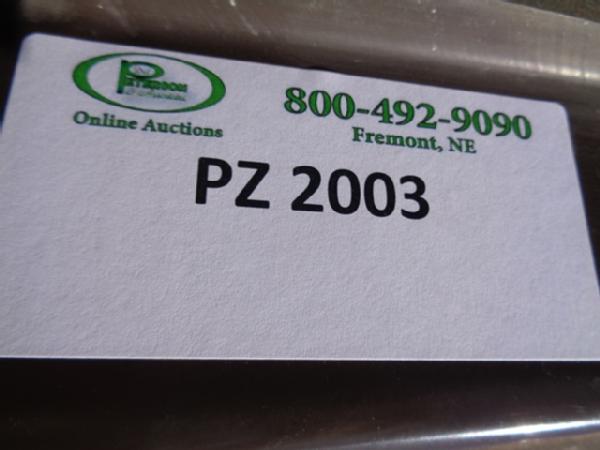 Online Auctions
800-492-9090
Fremont, NE
PZ 2003